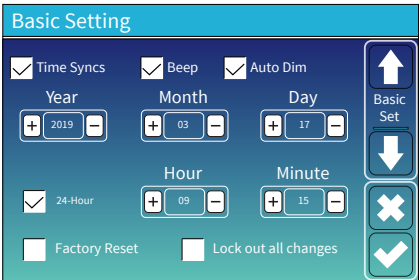 Basic Setting
Time Syncs Beep Auto Dim
Year Month Day
+ 2019 − + 03 − + 17 −
Basic
Set
Hour Minute
24-Hour + 09 − + 15 −
Factory Reset Lock out all changes